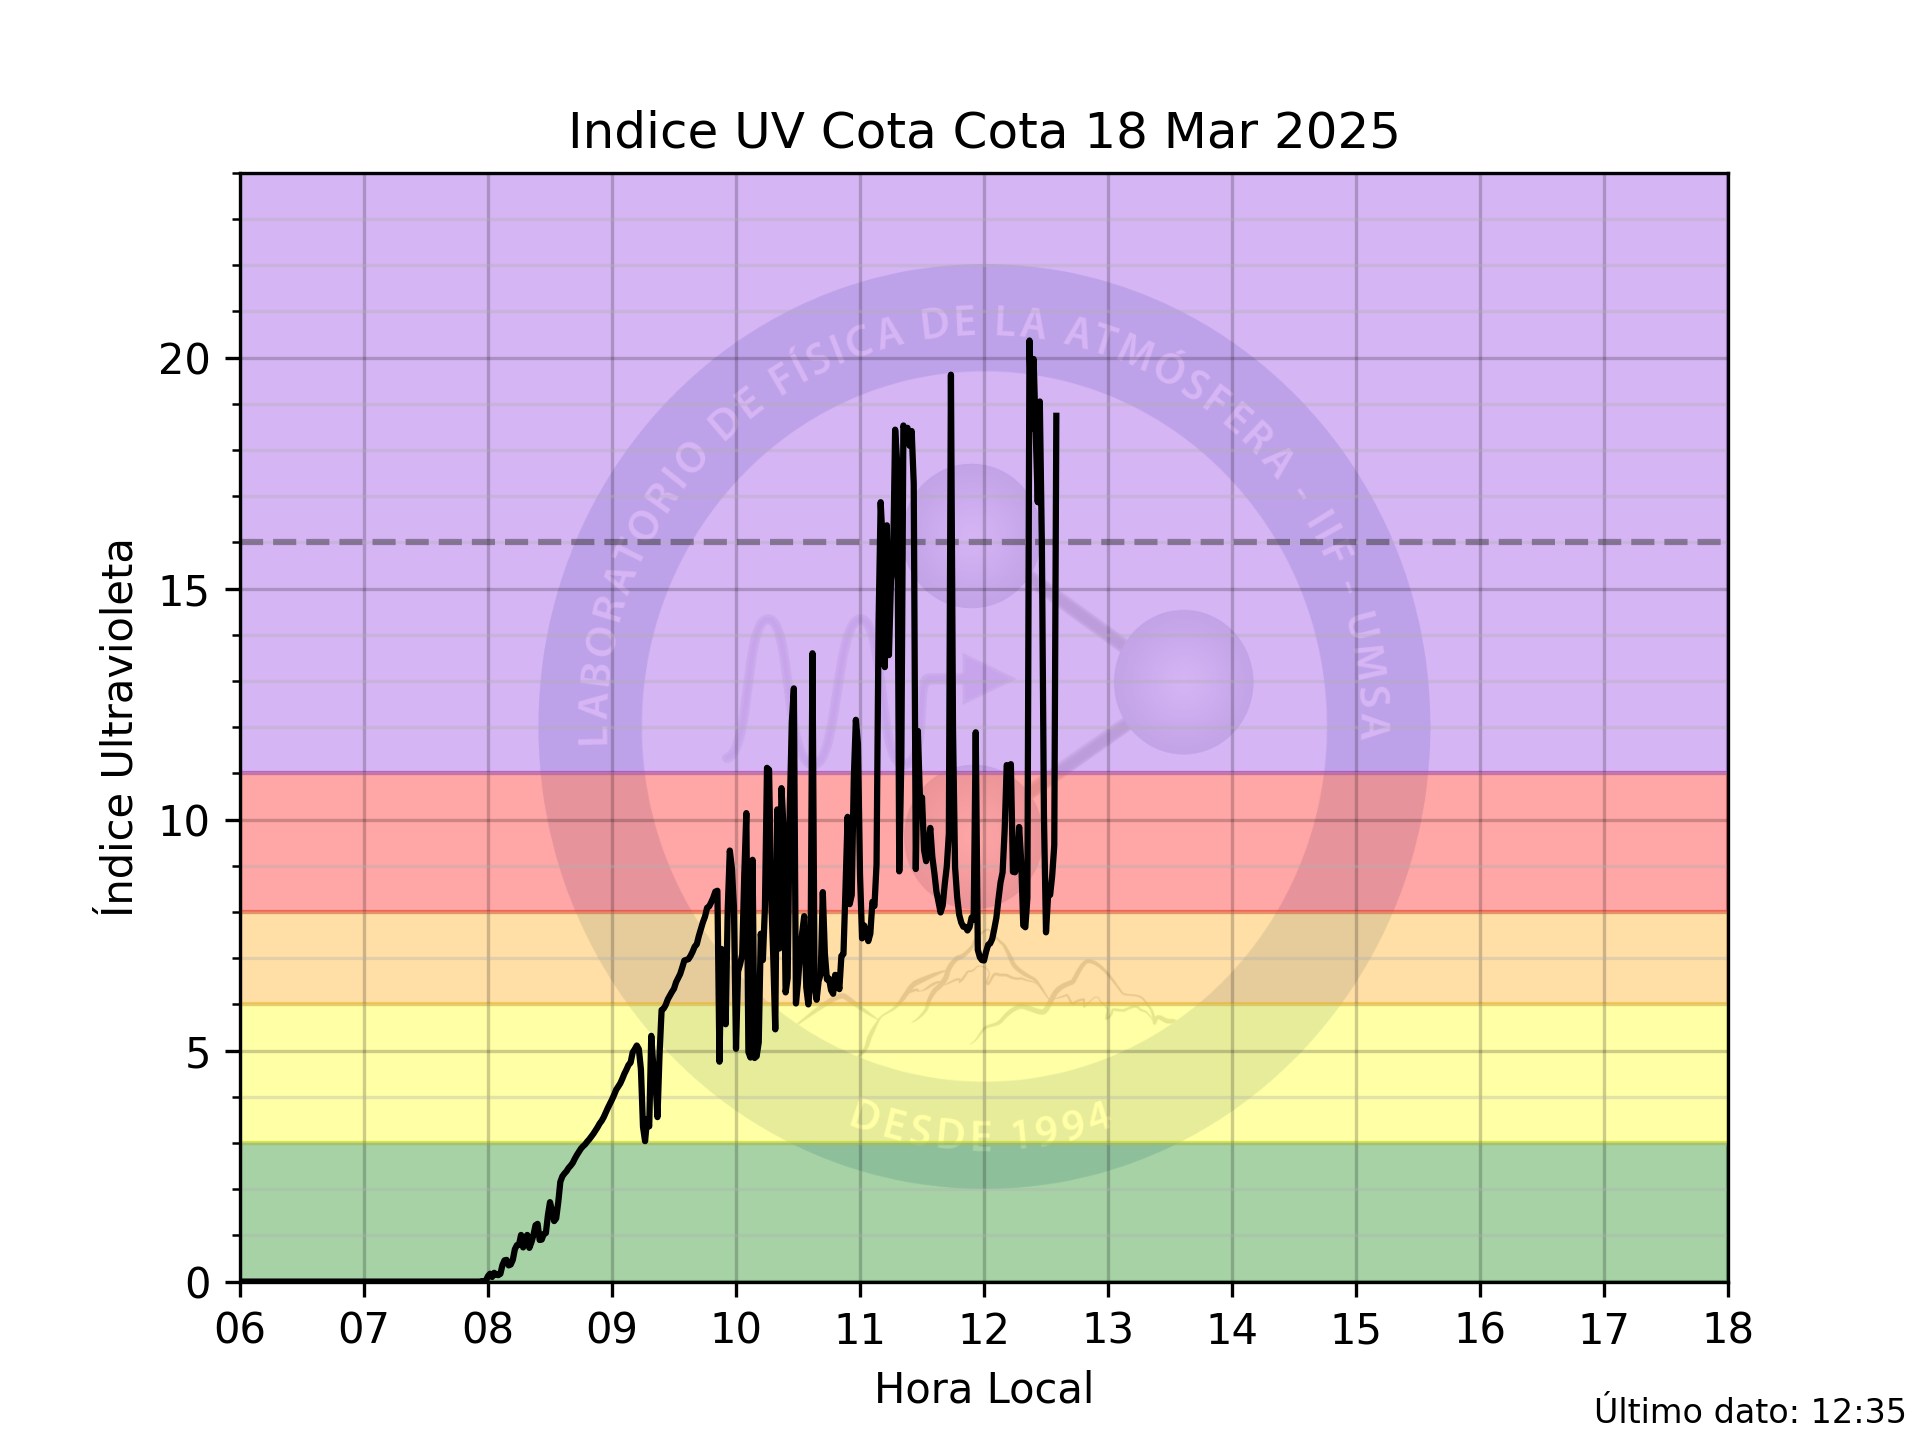 Indice UV Cota Cota 18 Mar 2025
LABORATORIO DE FÍSICA DE LA ATMÓSFERA - IIF - UMSA
DESDE 1994
Índice Ultravioleta
20
15
10
5
0
06 07 08 09 10 11 12 13 14 15 16 17 18
Hora Local
Último dato: 12:35